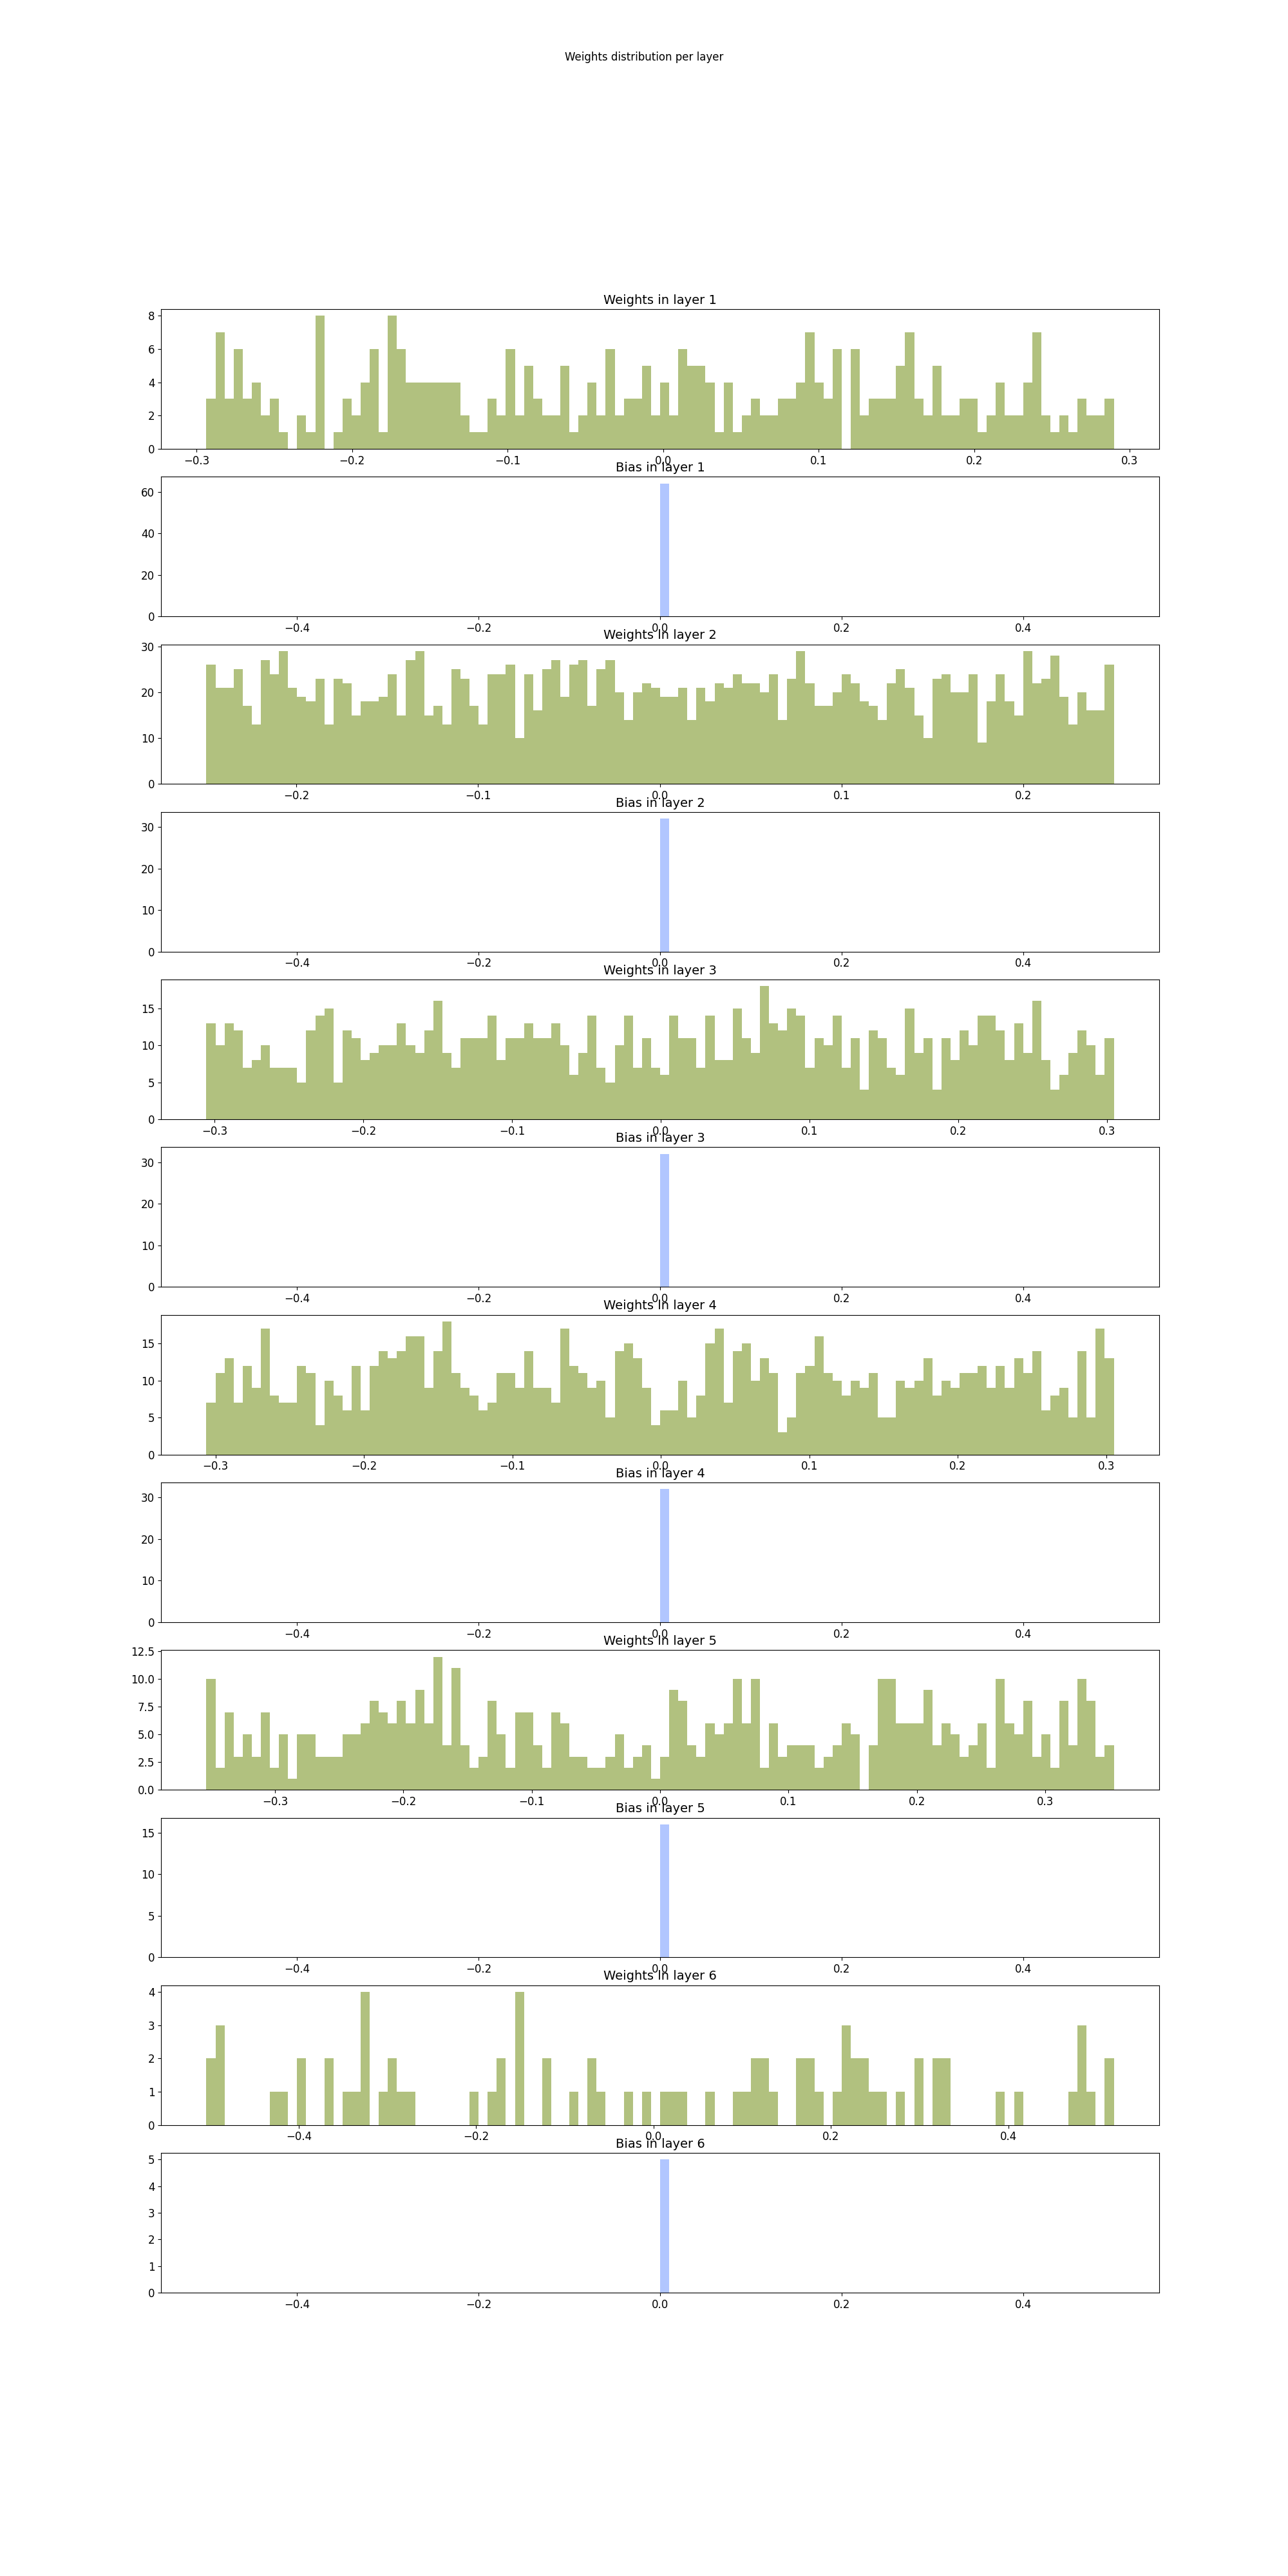 Weights distribution per layer
Weights in layer 1
8
6
4
2
0
−0.3 −0.2 −0.1 0.0 0.1 0.2 0.3
Bias in layer 1
60
40
20
0
−0.4 −0.2 0.0 0.2 0.4
Weights in layer 2
30
20
10
0
−0.2 −0.1 0.0 0.1 0.2
Bias in layer 2
30
20
10
0
−0.4 −0.2 0.0 0.2 0.4
Weights in layer 3
15
10
5
0
−0.3 −0.2 −0.1 0.0 0.1 0.2 0.3
Bias in layer 3
30
20
10
0
−0.4 −0.2 0.0 0.2 0.4
Weights in layer 4
15
10
5
0
−0.3 −0.2 −0.1 0.0 0.1 0.2 0.3
Bias in layer 4
30
20
10
0
−0.4 −0.2 0.0 0.2 0.4
Weights in layer 5
12.5
10.0
7.5
5.0
2.5
0.0
−0.3 −0.2 −0.1 0.0 0.1 0.2 0.3
Bias in layer 5
15
10
5
0
−0.4 −0.2 0.0 0.2 0.4
Weights in layer 6
4
3
2
1
0
−0.4 −0.2 0.0 0.2 0.4
Bias in layer 6
5
4
3
2
1
0
−0.4 −0.2 0.0 0.2 0.4